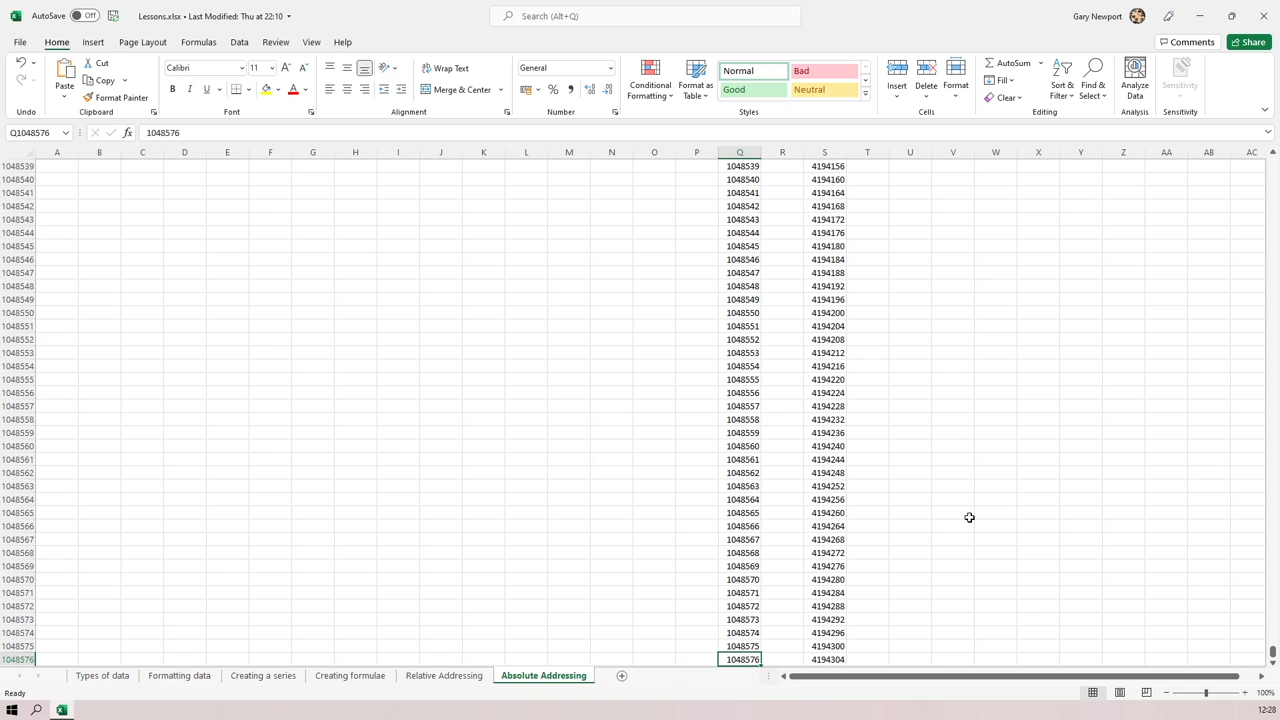 AutoSave Off Lessons.xlsx • Last Modified: Thu at 22:10 Search (Alt+Q) Gary Newport
File Home Insert Page Layout Formulas Data Review View Help Comments Share
Paste Cut Copy Format Painter Calibri 11 Wrap Text Merge & Center General Conditional Formatting Format as Table Normal Bad Good Neutral Insert Delete Format AutoSum Fill Clear Sort & Filter Find & Select Analyze Data Sensitivity
Undo Clipboard Font Alignment Number Styles Cells Editing Analysis Sensitivity
Q1048576 fx 1048576
A B C D E F G H I J K L M N O P Q R S T U V W X Y Z AA AB AC
1048539 1048539 4194156
1048540 1048540 4194160
1048541 1048541 4194164
1048542 1048542 4194168
1048543 1048543 4194172
1048544 1048544 4194176
1048545 1048545 4194180
1048546 1048546 4194184
1048547 1048547 4194188
1048548 1048548 4194192
1048549 1048549 4194196
1048550 1048550 4194200
1048551 1048551 4194204
1048552 1048552 4194208
1048553 1048553 4194212
1048554 1048554 4194216
1048555 1048555 4194220
1048556 1048556 4194224
1048557 1048557 4194228
1048558 1048558 4194232
1048559 1048559 4194236
1048560 1048560 4194240
1048561 1048561 4194244
1048562 1048562 4194248
1048563 1048563 4194252
1048564 1048564 4194256
1048565 1048565 4194260
1048566 1048566 4194264
1048567 1048567 4194268
1048568 1048568 4194272
1048569 1048569 4194276
1048570 1048570 4194280
1048571 1048571 4194284
1048572 1048572 4194288
1048573 1048573 4194292
1048574 1048574 4194296
1048575 1048575 4194300
1048576 1048576 4194304
Types of data Formatting data Creating a series Creating formulae Relative Addressing Absolute Addressing
Ready 100%
12:28